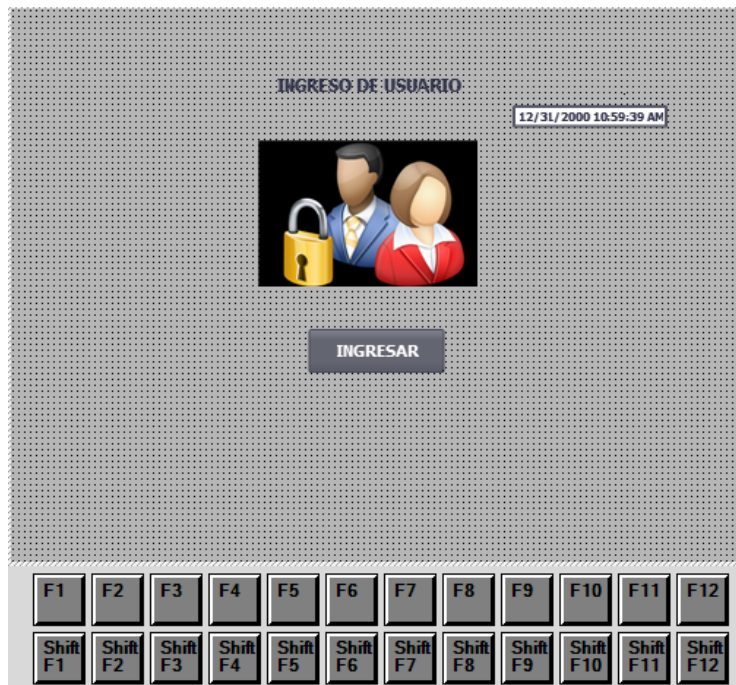 INGRESO DE USUARIO
12/31/2000 10:59:39 AM
INGRESAR
F1 F2 F3 F4 F5 F6 F7 F8 F9 F10 F11 F12
Shift Shift Shift Shift Shift Shift Shift Shift Shift Shift Shift Shift
F1 F2 F3 F4 F5 F6 F7 F8 F9 F10 F11 F12